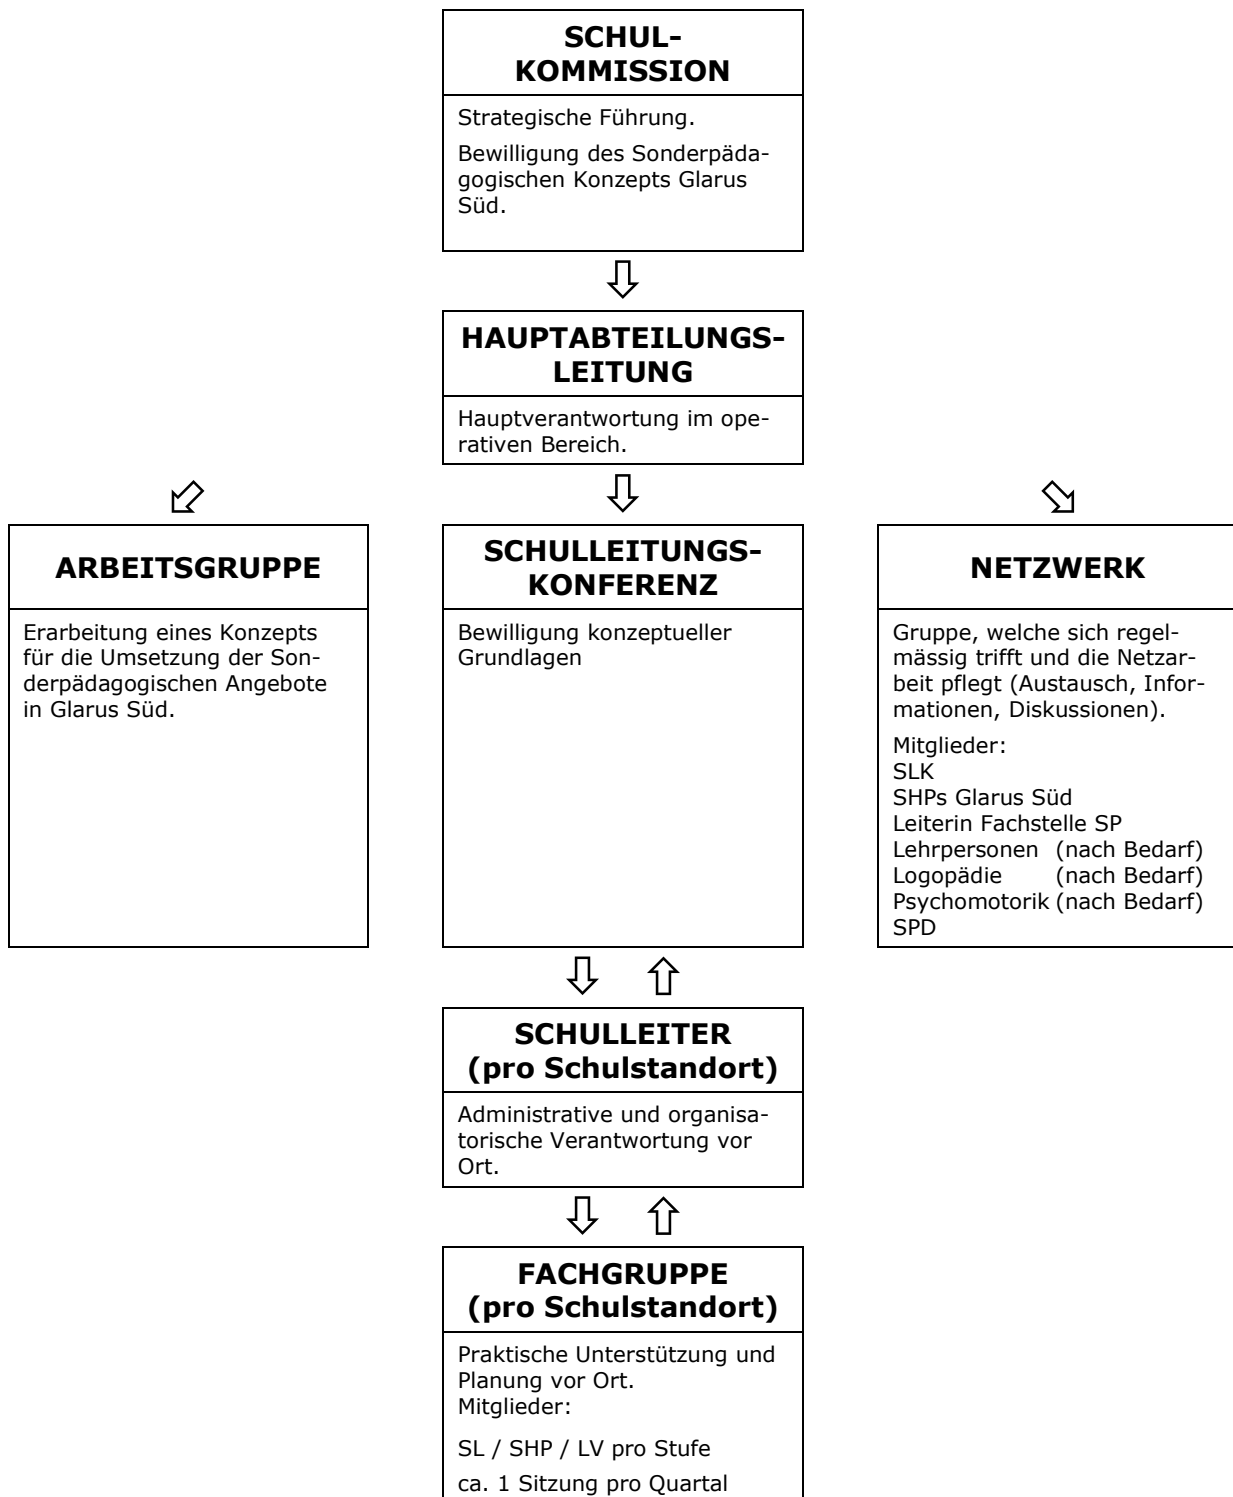 SCHUL-
KOMMISSION
Strategische Führung.
Bewilligung des Sonderpäda-
gogischen Konzepts Glarus
Süd.
HAUPTABTEILUNGS-
LEITUNG
Hauptverantwortung im ope-
rativen Bereich.
ARBEITSGRUPPE
Erarbeitung eines Konzepts
für die Umsetzung der Son-
derpädagogischen Angebote
in Glarus Süd.
SCHULLEITUNGS-
KONFERENZ
Bewilligung konzeptueller
Grundlagen
NETZWERK
Gruppe, welche sich regel-
mässig trifft und die Netzar-
beit pflegt (Austausch, Infor-
mationen, Diskussionen).
Mitglieder:
SLK
SHPs Glarus Süd
Leiterin Fachstelle SP
Lehrpersonen (nach Bedarf)
Logopädie (nach Bedarf)
Psychomotorik (nach Bedarf)
SPD
SCHULLEITER
(pro Schulstandort)
Administrative und organisa-
torische Verantwortung vor
Ort.
FACHGRUPPE
(pro Schulstandort)
Praktische Unterstützung und
Planung vor Ort.
Mitglieder:
SL / SHP / LV pro Stufe
ca. 1 Sitzung pro Quartal